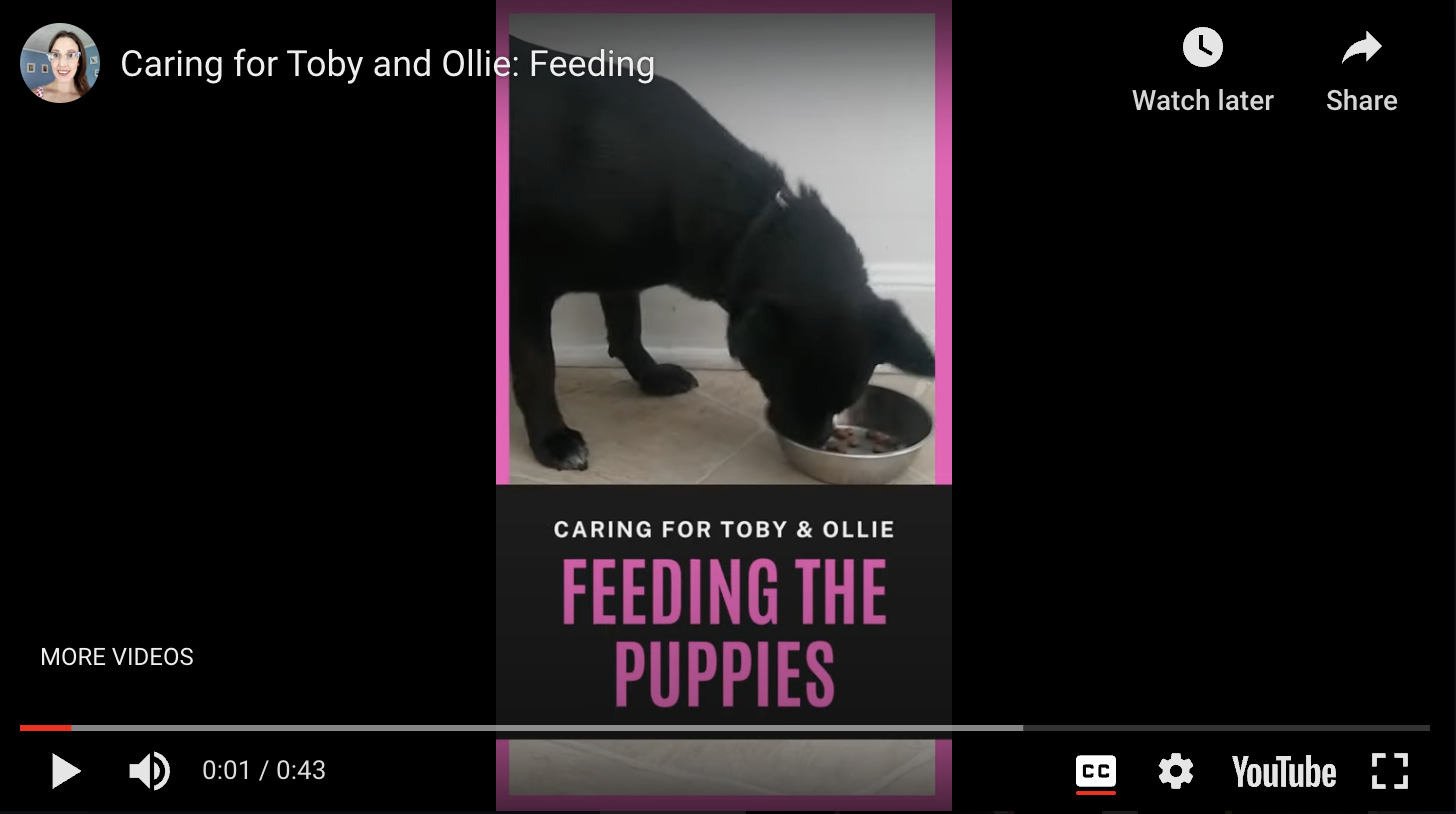 Caring for Toby and Ollie: Feeding
Watch later
Share
CARING FOR TOBY & OLLIE
FEEDING THE
PUPPIES
MORE VIDEOS
0:01 / 0:43
CC
YouTube